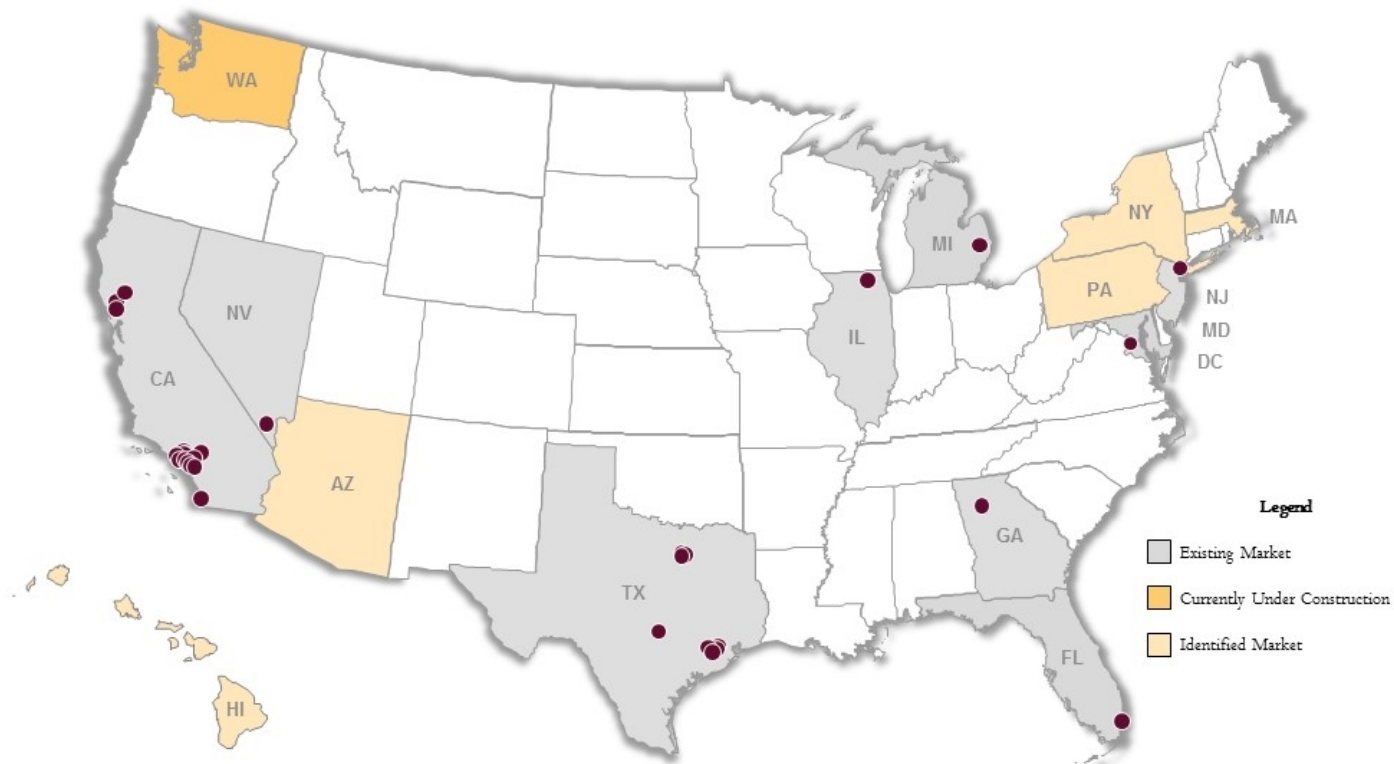 WA
NY
MA
MI
PA
NJ
NV
MD
IL
DC
CA
AZ
GA
Legend
Existing Market
TX
Currently Under Construction
Identified Market
FL
HI